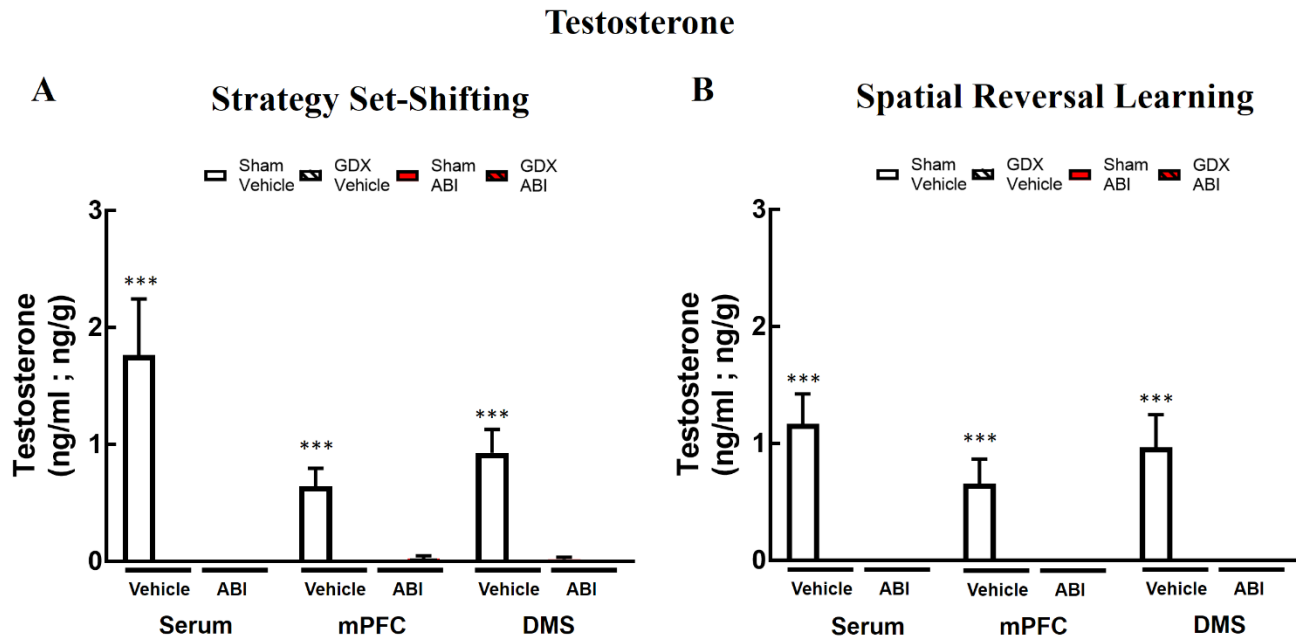 Testosterone
A
Strategy Set-Shifting
Sham Vehicle
GDX Vehicle
Sham ABI
GDX ABI
Testosterone
(ng/ml ; ng/g)
3
2
1
0
***
***
***
Vehicle ABI Vehicle ABI Vehicle ABI
Serum mPFC DMS
B
Spatial Reversal Learning
Sham Vehicle
GDX Vehicle
Sham ABI
GDX ABI
Testosterone
(ng/ml ; ng/g)
3
2
1
0
***
***
***
Vehicle ABI Vehicle ABI Vehicle ABI
Serum mPFC DMS